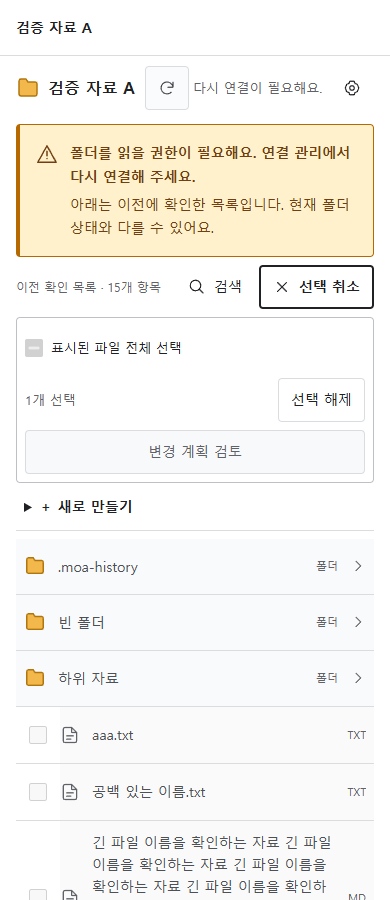 검증 자료 A
검증 자료 A
다시 연결이 필요해요.
폴더를 읽을 권한이 필요해요. 연결 관리에서
다시 연결해 주세요.
아래는 이전에 확인한 목록입니다. 현재 폴더
상태와 다를 수 있어요.
이전 확인 목록 · 15개 항목
검색
선택 취소
표시된 파일 전체 선택
1개 선택
선택 해제
변경 계획 검토
+ 새로 만들기
.moa-history
폴더
빈 폴더
폴더
하위 자료
폴더
aaa.txt
TXT
공백 있는 이름.txt
TXT
긴 파일 이름을 확인하는 자료 긴 파일
이름을 확인하는 자료 긴 파일 이름을
확인하는 자료 긴 파일 이름을 확인하
MD